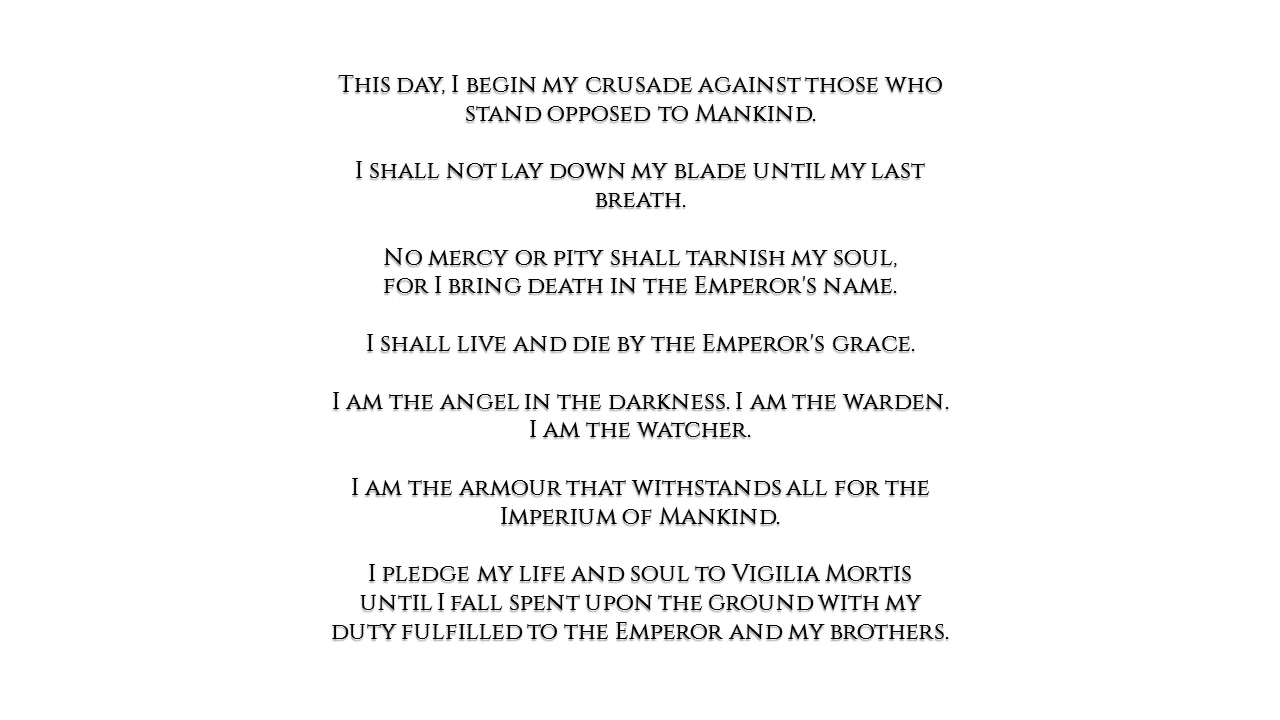 This day, I begin my crusade against those who
stand opposed to Mankind.
I shall not lay down my blade until my last
breath.
No mercy or pity shall tarnish my soul,
for I bring death in the Emperor's name.
I shall live and die by the Emperor's grace.
I am the angel in the darkness. I am the warden.
I am the watcher.
I am the armour that withstands all for the
Imperium of Mankind.
I pledge my life and soul to Vigilia Mortis
until I fall spent upon the ground with my
duty fulfilled to the Emperor and my brothers.